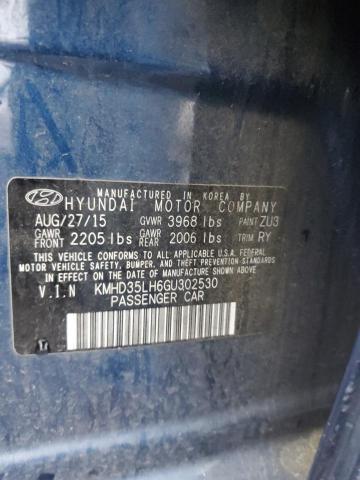 MANUFACTURED IN KOREA
HYUNDAI MOTOR COMPANY
AUG/27/15 GVWR 3968 lbs PAINT ZU3
GAWR FRONT 2205 lbs GAWR REAR 2006 lbs TRIM RY
THIS VEHICLE CONFORMS TO ALL APPLICABLE U.S.A. FEDERAL
MOTOR VEHICLE SAFETY, BUMPER, AND THEFT PREVENTION
STANDARDS IN EFFECT ON THE DATE OF MANUFACTURE SHOWN ABOVE.
V.I.N KMHD35LH6GU302530
PASSENGER CAR